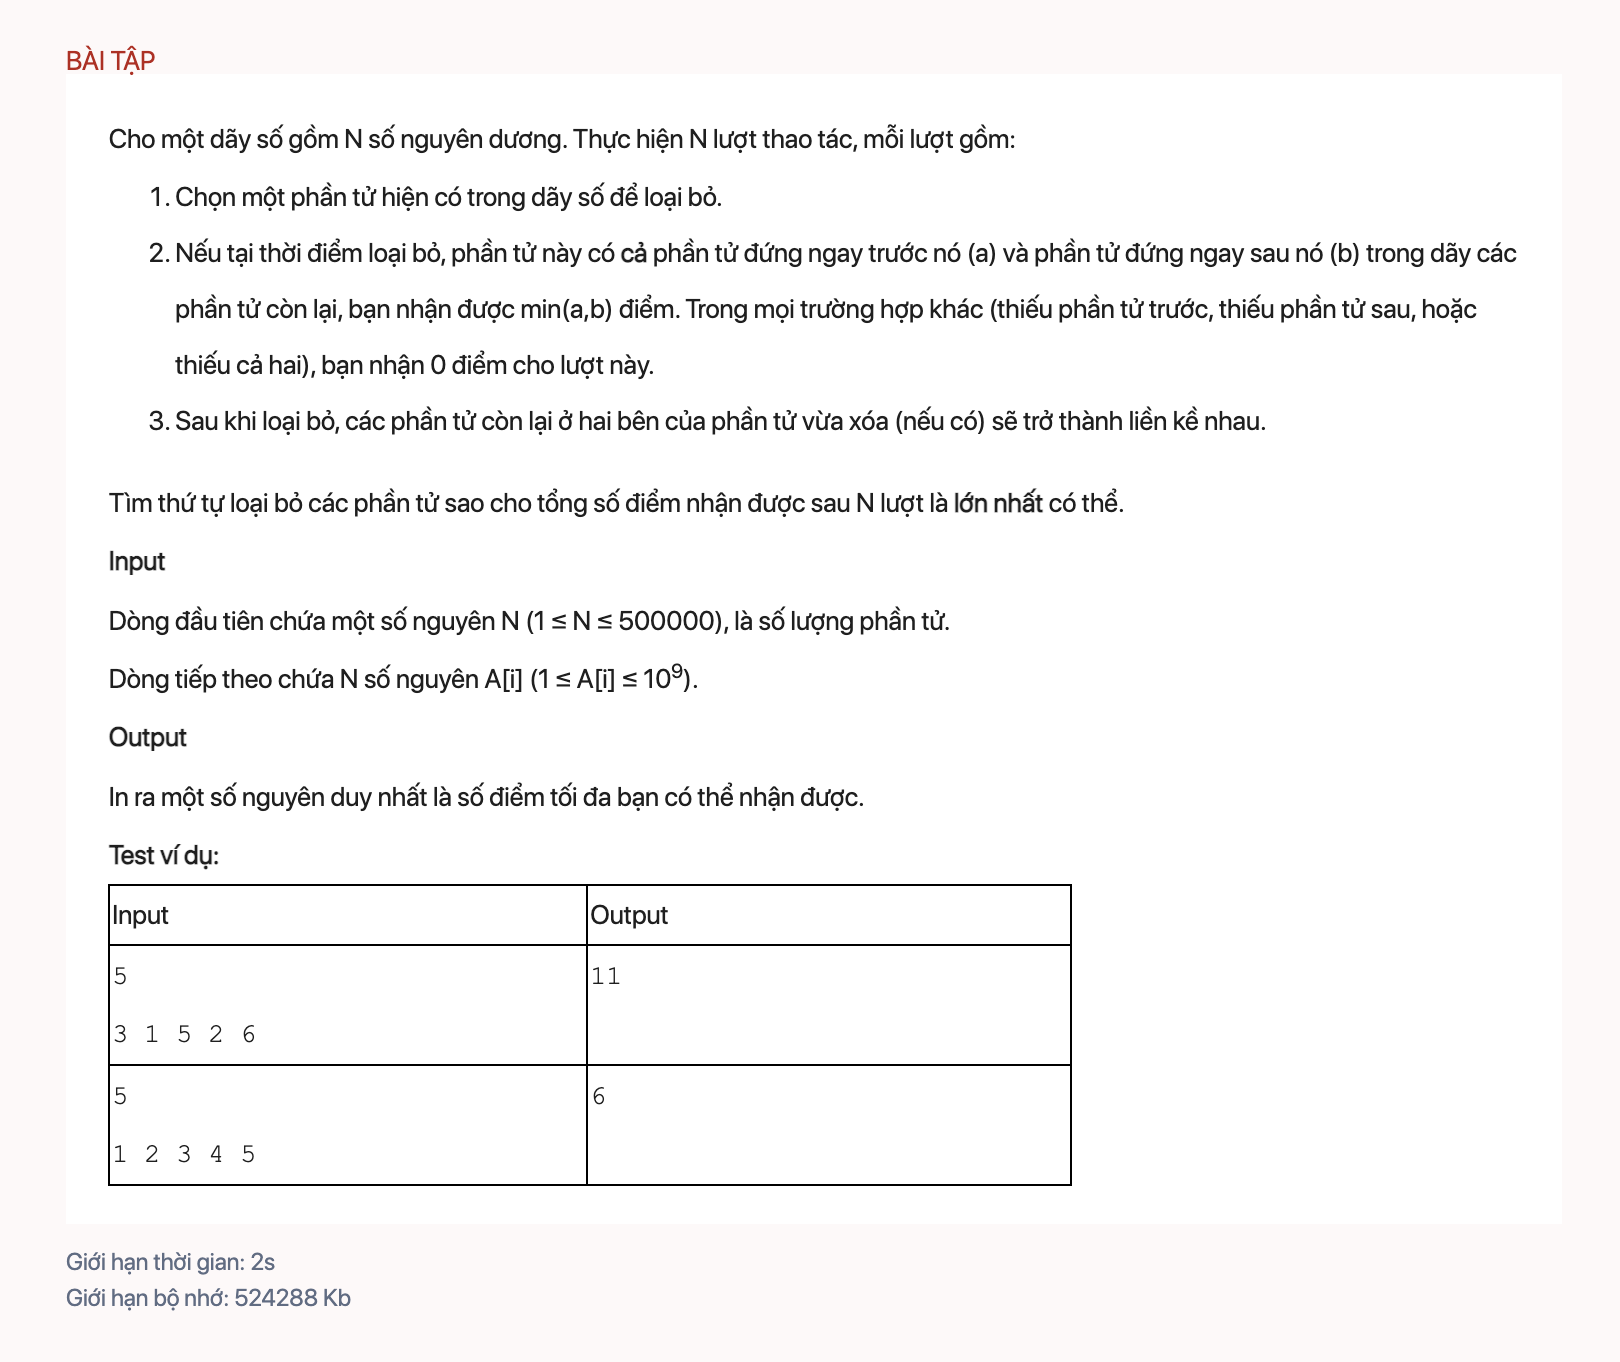 BÀI TẬP
Cho một dãy số gồm N số nguyên dương. Thực hiện N lượt thao tác, mỗi lượt gồm:
1. Chọn một phần tử hiện có trong dãy số để loại bỏ.
2. Nếu tại thời điểm loại bỏ, phần tử này có cả phần tử đứng ngay trước nó (a) và phần tử đứng ngay sau nó (b) trong dãy các
phần tử còn lại, bạn nhận được min(a,b) điểm. Trong mọi trường hợp khác (thiếu phần tử trước, thiếu phần tử sau, hoặc
thiếu cả hai), bạn nhận 0 điểm cho lượt này.
3. Sau khi loại bỏ, các phần tử còn lại ở hai bên của phần tử vừa xóa (nếu có) sẽ trở thành liền kề nhau.
Tìm thứ tự loại bỏ các phần tử sao cho tổng số điểm nhận được sau N lượt là lớn nhất có thể.
Input
Dòng đầu tiên chứa một số nguyên N (1 ≤ N ≤ 500000), là số lượng phần tử.
Dòng tiếp theo chứa N số nguyên A[i] (1 ≤ A[i] ≤ 10⁹).
Output
In ra một số nguyên duy nhất là số điểm tối đa bạn có thể nhận được.
Test ví dụ:
Input Output
5 11
3 1 5 2 6
5 6
1 2 3 4 5
Giới hạn thời gian: 2s
Giới hạn bộ nhớ: 524288 Kb